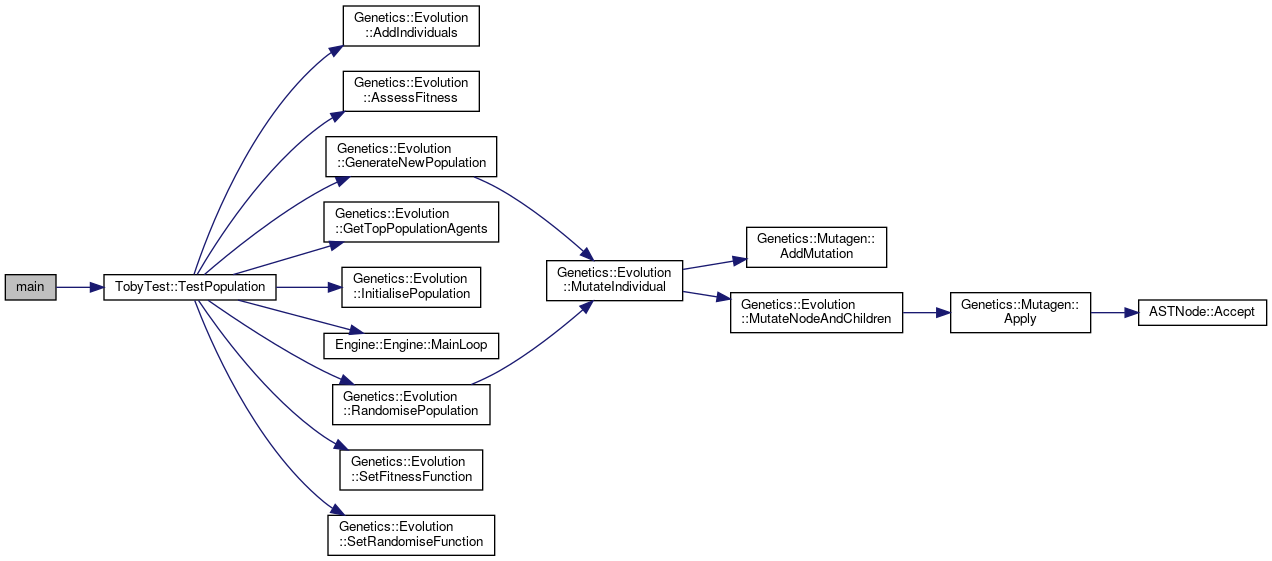 main
TobyTest::TestPopulation
Genetics::Evolution
::AddIndividuals
Genetics::Evolution
::AssessFitness
Genetics::Evolution
::GenerateNewPopulation
Genetics::Evolution
::GetTopPopulationAgents
Genetics::Evolution
::InitialisePopulation
Engine::Engine::MainLoop
Genetics::Evolution
::RandomisePopulation
Genetics::Evolution
::SetFitnessFunction
Genetics::Evolution
::SetRandomiseFunction
Genetics::Evolution
::MutateIndividual
Genetics::Mutagen::
AddMutation
Genetics::Evolution
::MutateNodeAndChildren
Genetics::Mutagen::
Apply
ASTNode::Accept